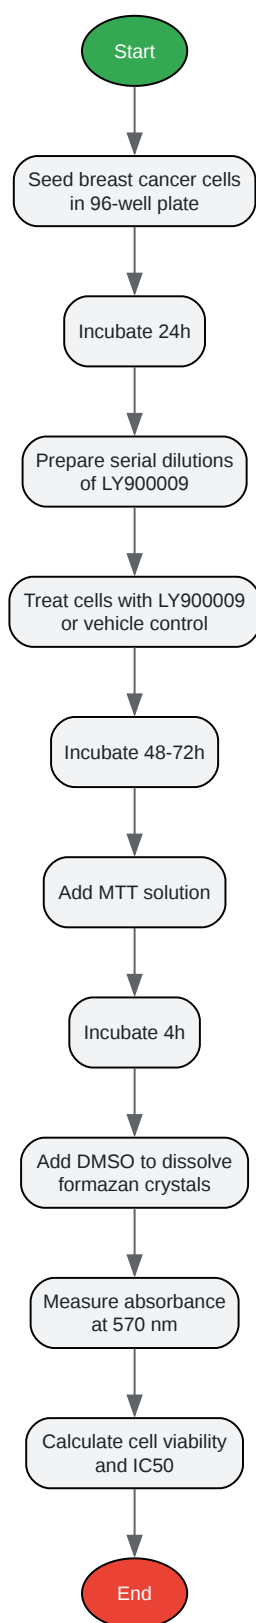 Start
Seed breast cancer cells
in 96-well plate
Incubate 24h
Prepare serial dilutions
of LY900009
Treat cells with LY900009
or vehicle control
Incubate 48-72h
Add MTT solution
Incubate 4h
Add DMSO to dissolve
formazan crystals
Measure absorbance
at 570 nm
Calculate cell viability
and IC50
End